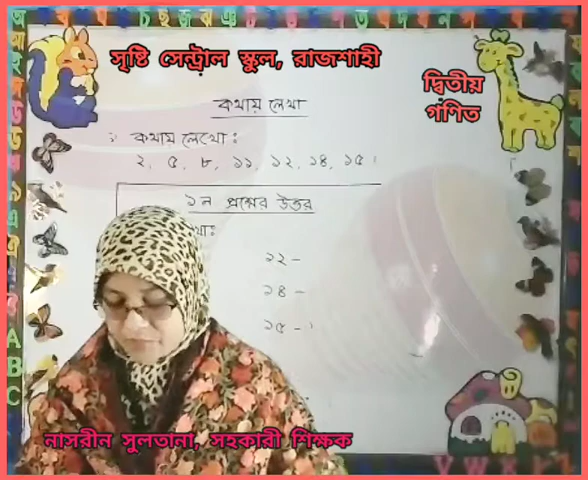 সৃষ্টি সেন্ট্রাল স্কুল, রাজশাহী
দ্বিতীয়
গণিত
কথায় লেখা
কথায় লেখো :
২, ৫, ৮, ১১, ১২, ১৪, ১৫।
১নং প্রশ্নের উত্তর
১২ –
১৪ –
১৫ –
A
B
C
নাসরীন সুলতানা, সহকারী শিক্ষক